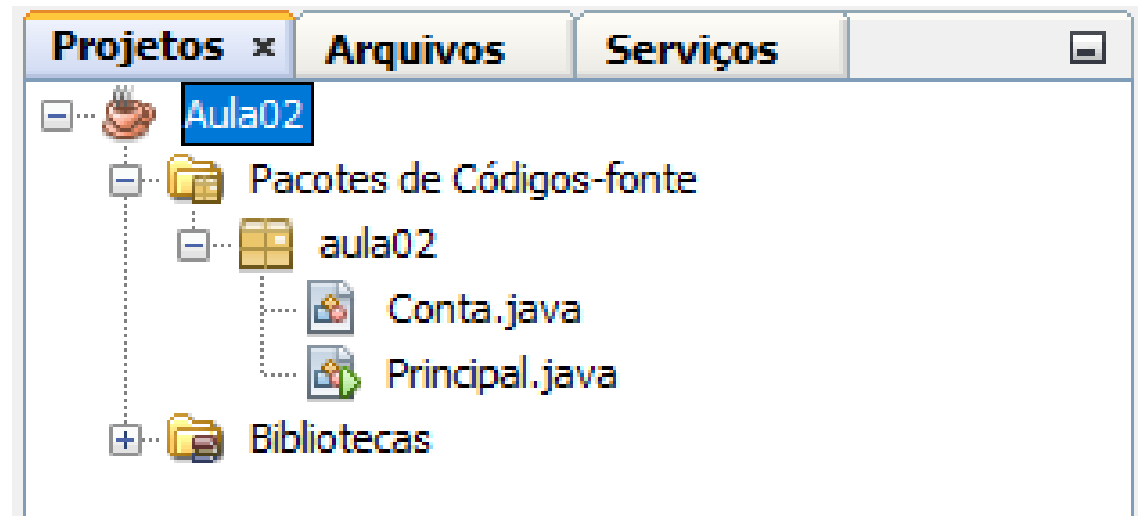 Projetos × Arquivos Serviços
Aula02
Pacotes de Códigos-fonte
aula02
Conta.java
Principal.java
Bibliotecas